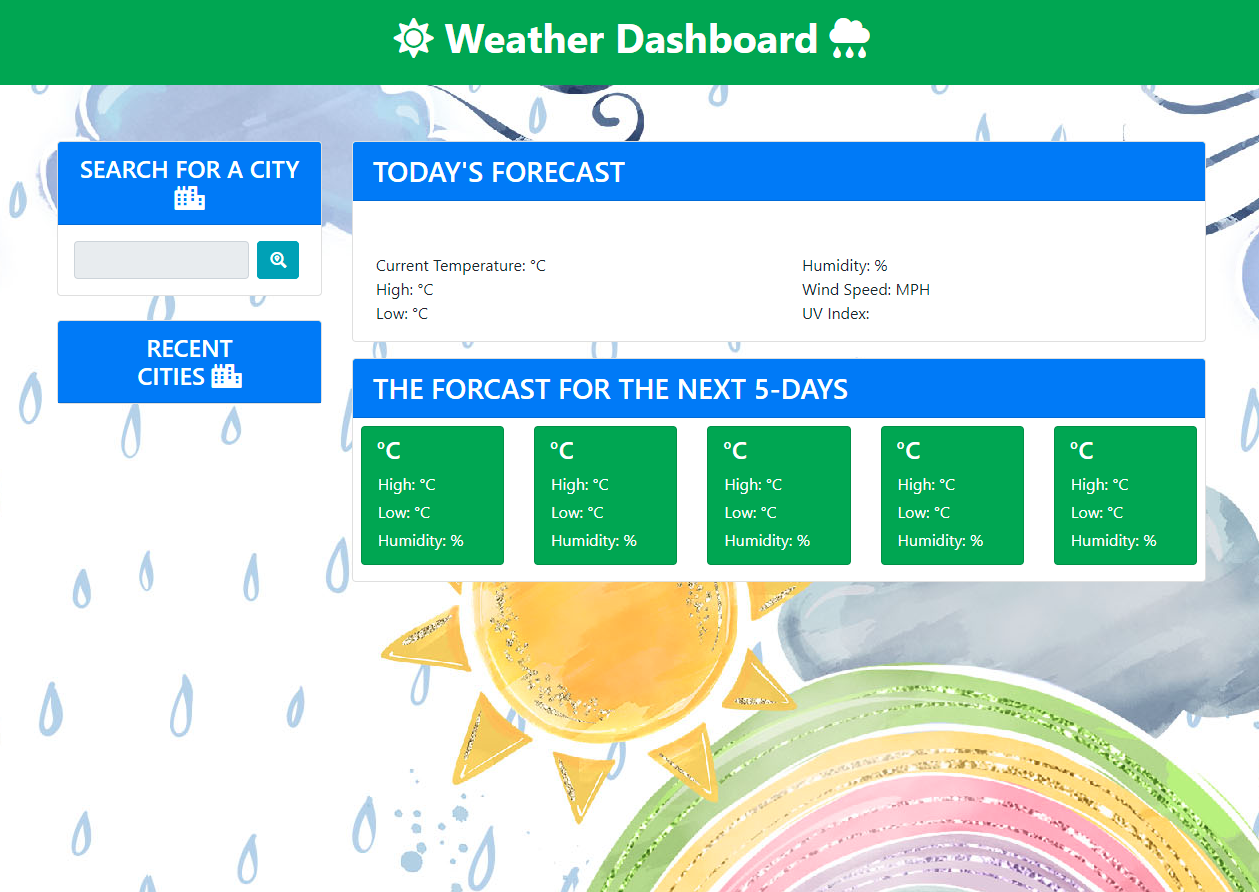 Weather Dashboard
SEARCH FOR A CITY
RECENT
CITIES
TODAY'S FORECAST
Current Temperature: °C
High: °C
Low: °C
Humidity: %
Wind Speed: MPH
UV Index:
THE FORCAST FOR THE NEXT 5-DAYS
°C
High: °C
Low: °C
Humidity: %
°C
High: °C
Low: °C
Humidity: %
°C
High: °C
Low: °C
Humidity: %
°C
High: °C
Low: °C
Humidity: %
°C
High: °C
Low: °C
Humidity: %